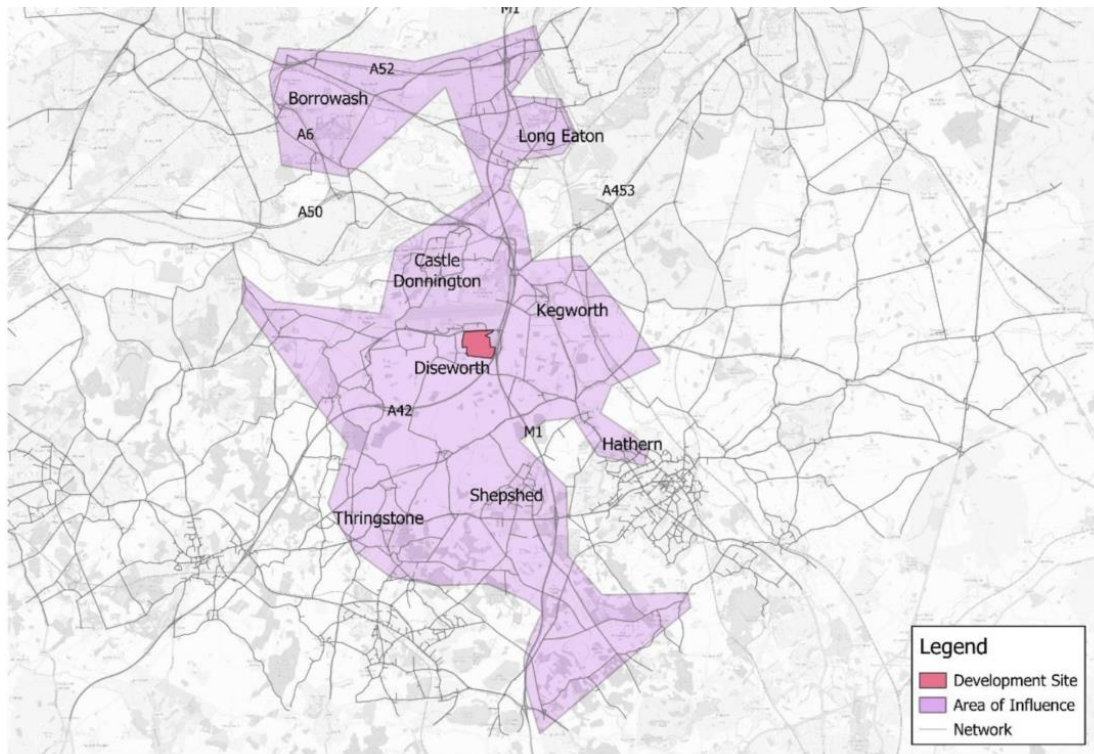 M1
A52
Borrowash
A6
Long Eaton
A453
A50
Castle
Donnington
Kegworth
Diseworth
A42
M1
Hathern
Shepshed
Thringstone
Legend
Development Site
Area of Influence
Network